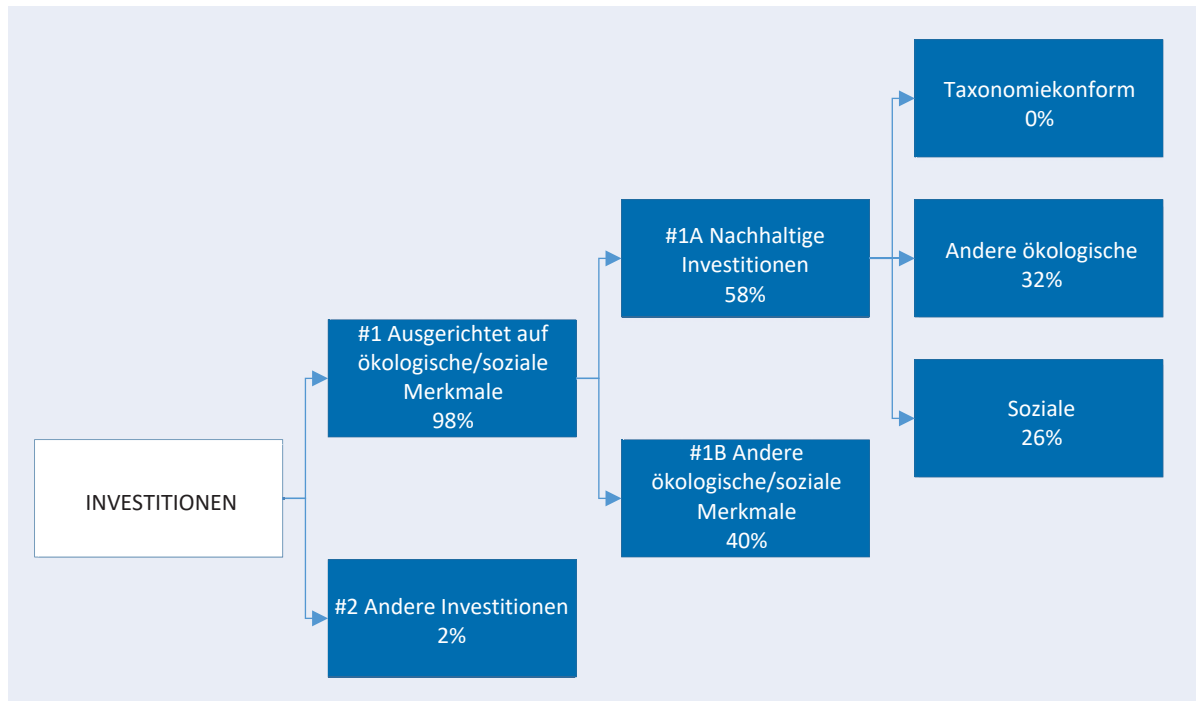 Taxonomiekonform
0%
#1A Nachhaltige
Investitionen
58%
Andere ökologische
32%
#1 Ausgerichtet auf
ökologische/soziale
Merkmale
98%
Soziale
26%
#1B Andere
ökologische/soziale
Merkmale
40%
INVESTITIONEN
#2 Andere Investitionen
2%